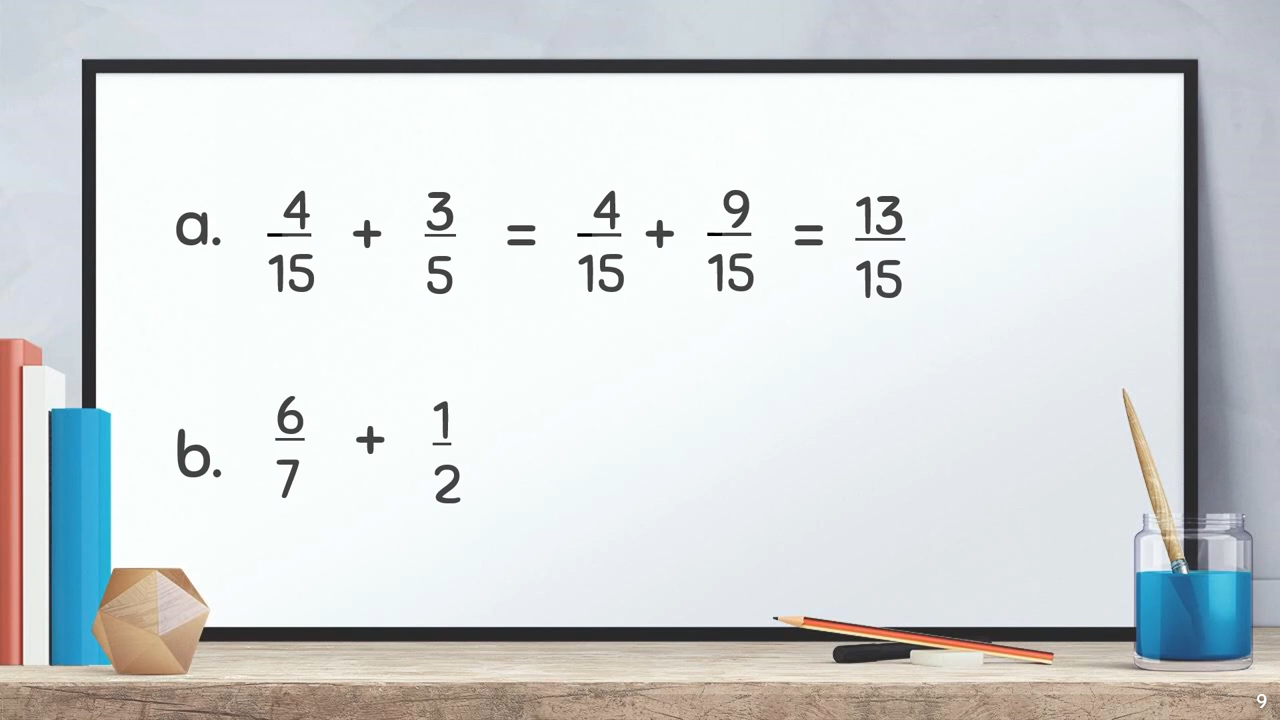 a. 4/15 + 3/5 = 4/15 + 9/15 = 13/15
b. 6/7 + 1/2
9